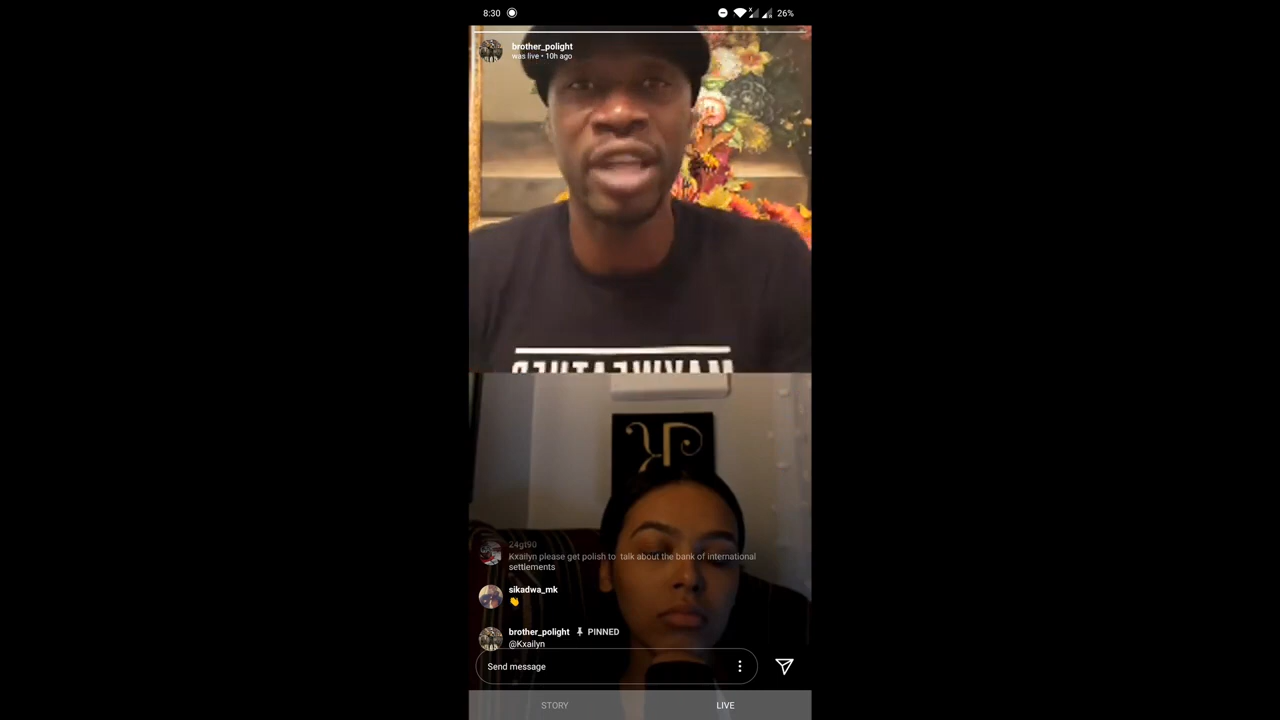 8:30
26%
brother_polight
was live • 10h ago
24gt90
Kxailyn please get polish to talk about the bank of international
settlements
sikadwa_mk
👏
brother_polight PINNED
@Kxailyn
Send message
STORY
LIVE